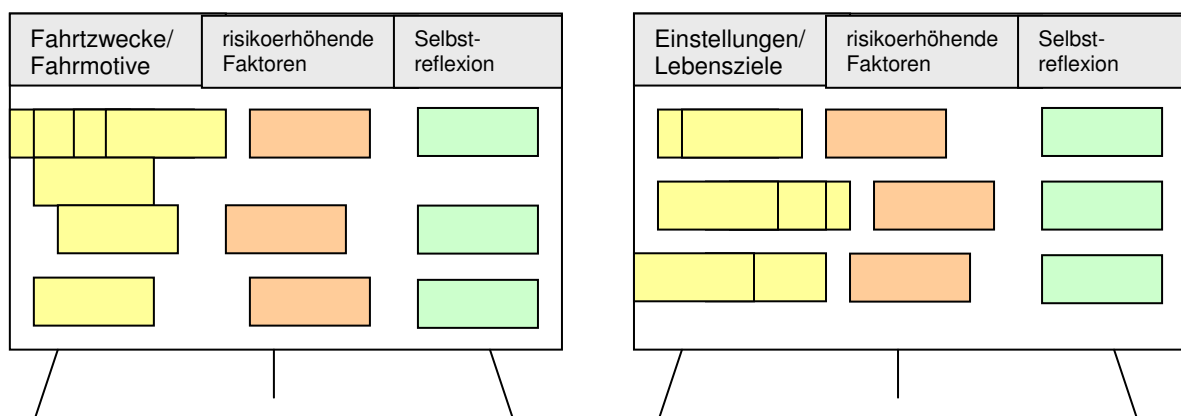 Fahrtzwecke/
Fahrmotive
risikoerhöhende
Faktoren
Selbst-
reflexion
Einstellungen/
Lebensziele
risikoerhöhende
Faktoren
Selbst-
reflexion